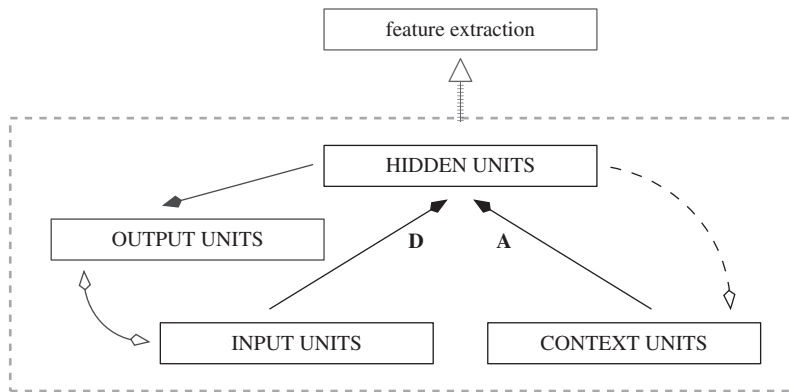 feature extraction
HIDDEN UNITS
OUTPUT UNITS
D
A
INPUT UNITS
CONTEXT UNITS